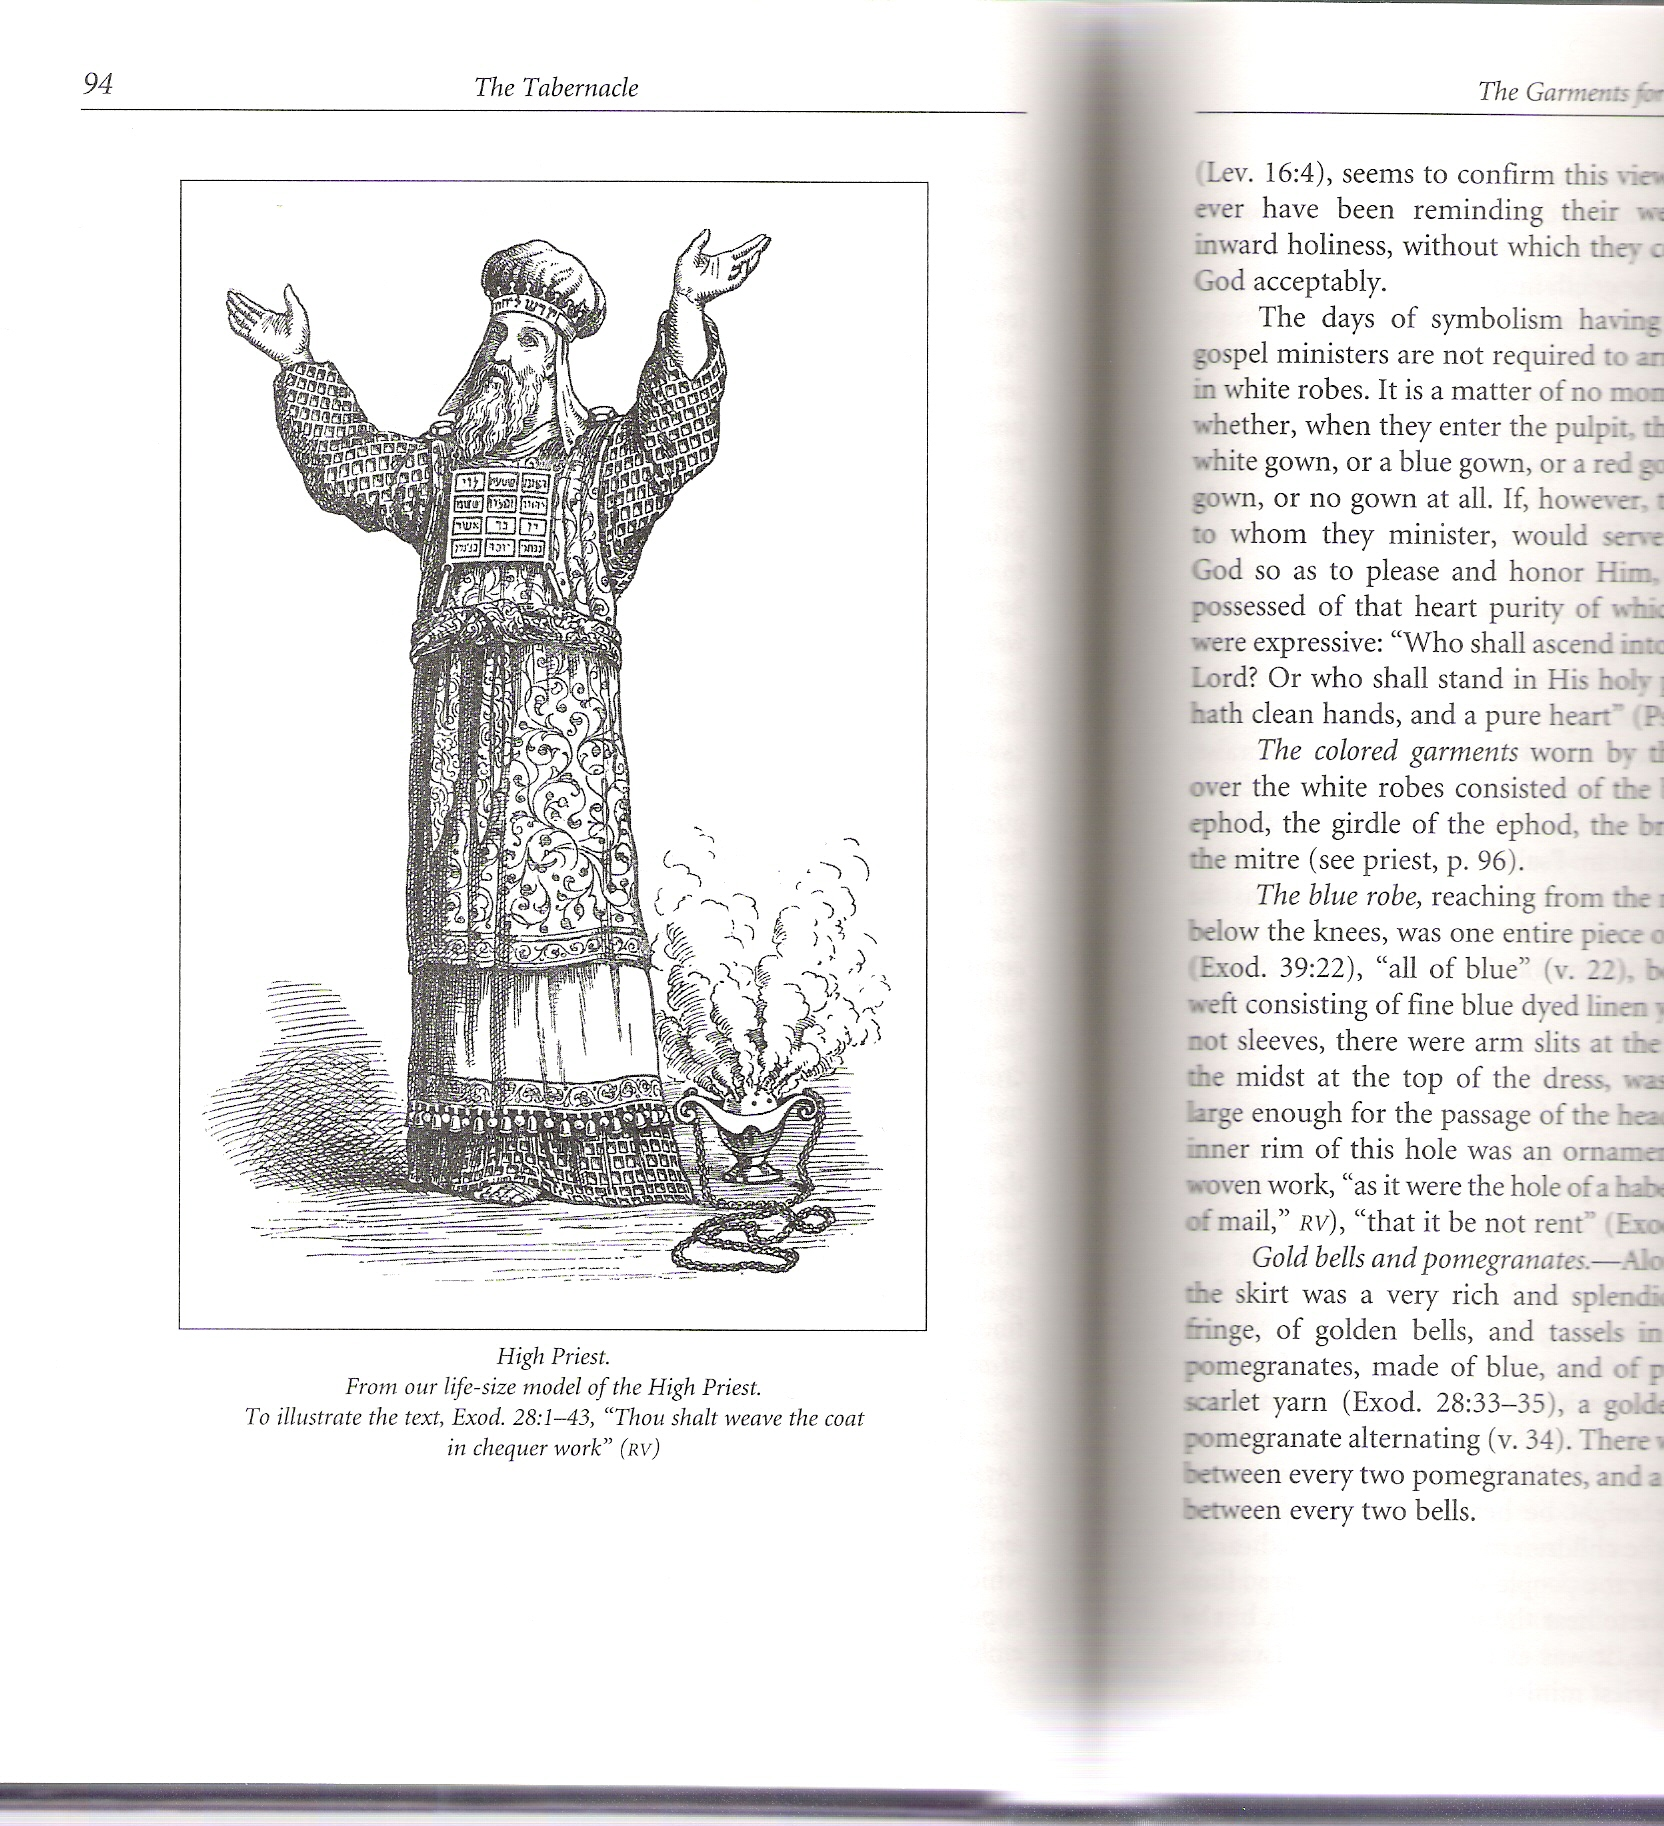 94
The Tabernacle
High Priest.
From our life-size model of the High Priest.
To illustrate the text, Exod. 28:1–43, “Thou shalt weave the coat
in chequer work” (RV)
The Garments for
(Lev. 16:4), seems to confirm this
ever have been reminding their
inward holiness, without which they
God acceptably.
The days of symbolism having
gospel ministers are not required to
in white robes. It is a matter of no
whether, when they enter the pulpit,
white gown, or a blue gown, or a red
gown, or no gown at all. If, however,
to whom they minister, would serve
God so as to please and honor Him,
possessed of that heart purity of
were expressive: “Who shall ascend
Lord? Or who shall stand in His holy
hath clean hands, and a pure heart”
The colored garments worn by
over the white robes consisted of the
ephod, the girdle of the ephod, the
the mitre (see priest, p. 96).
The blue robe, reaching from the
below the knees, was one entire piece
(Exod. 39:22), “all of blue” (v. 22),
weft consisting of fine blue dyed linen
not sleeves, there were arm slits at the
the midst at the top of the dress, was
large enough for the passage of the
inner rim of this hole was an
woven work, “as it were the hole of a
of mail,” RV), “that it be not rent”
Gold bells and pomegranates.—
the skirt was a very rich and
fringe, of golden bells, and tassels in
pomegranates, made of blue, and of
scarlet yarn (Exod. 28:33–35), a
pomegranate alternating (v. 34). There
between every two pomegranates, and a
between every two bells.